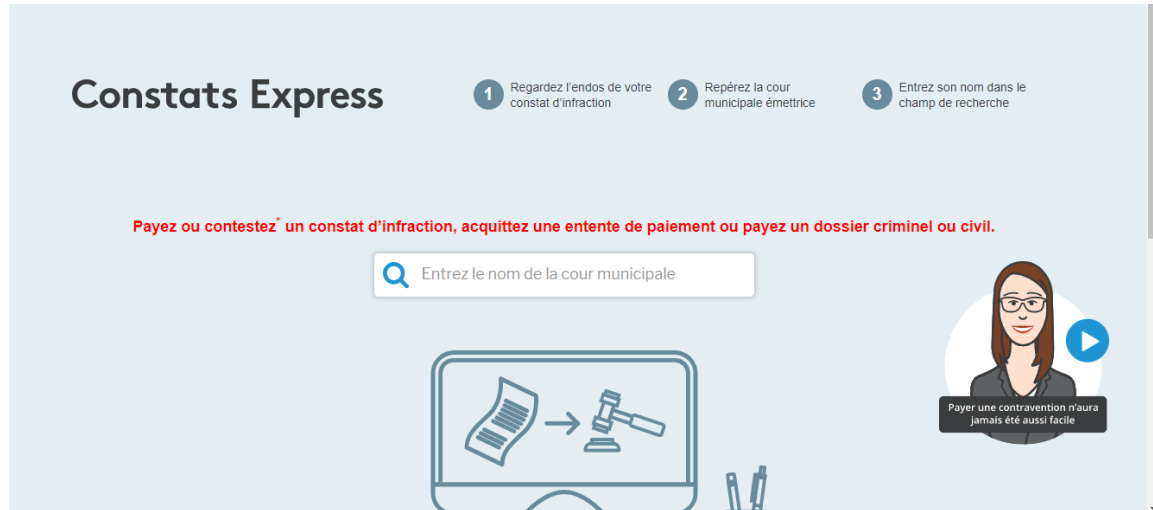 Constats Express
1
Regardez l'endos de votre
constat d'infraction
2
Repérez la cour
municipale émettrice
3
Entrez son nom dans le
champ de recherche
Payez ou contestez* un constat d'infraction, acquittez une entente de paiement ou payez un dossier criminel ou civil.
Entrez le nom de la cour municipale
Payer une contravention n'aura
jamais été aussi facile